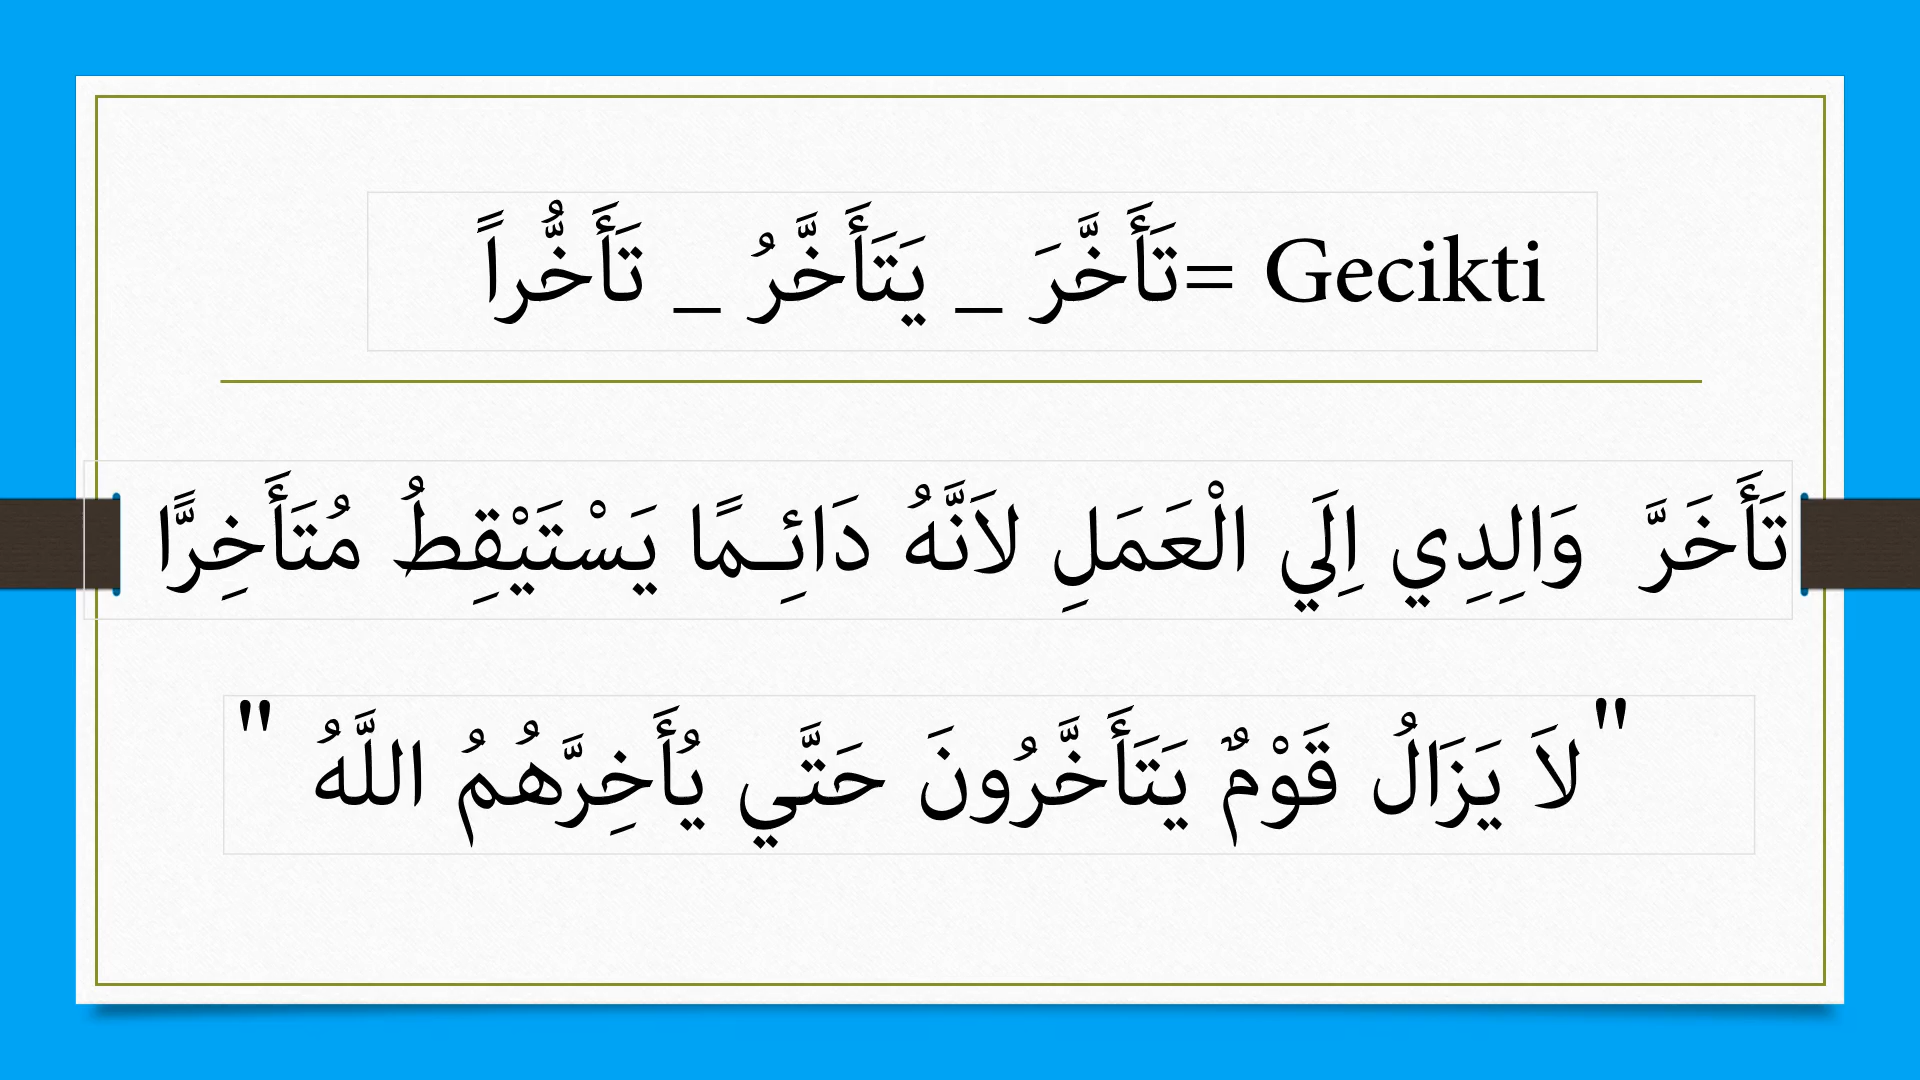 تَأَخَّرَ _ يَتَأَخَّرُ _ تَأَخُّراً = Gecikti
تَأَخَرَّ وَالِدِي اِلَي الْعَمَلِ لاَنَّهُ دَائِـمًا يَسْتَيْقِطُ مُتَأَخِرًّا
" لاَ يَزَالُ قَوْمٌ يَتَأَخَّرُونَ حَتَّي يُأَخِرَّهُمُ اللَّهُ "